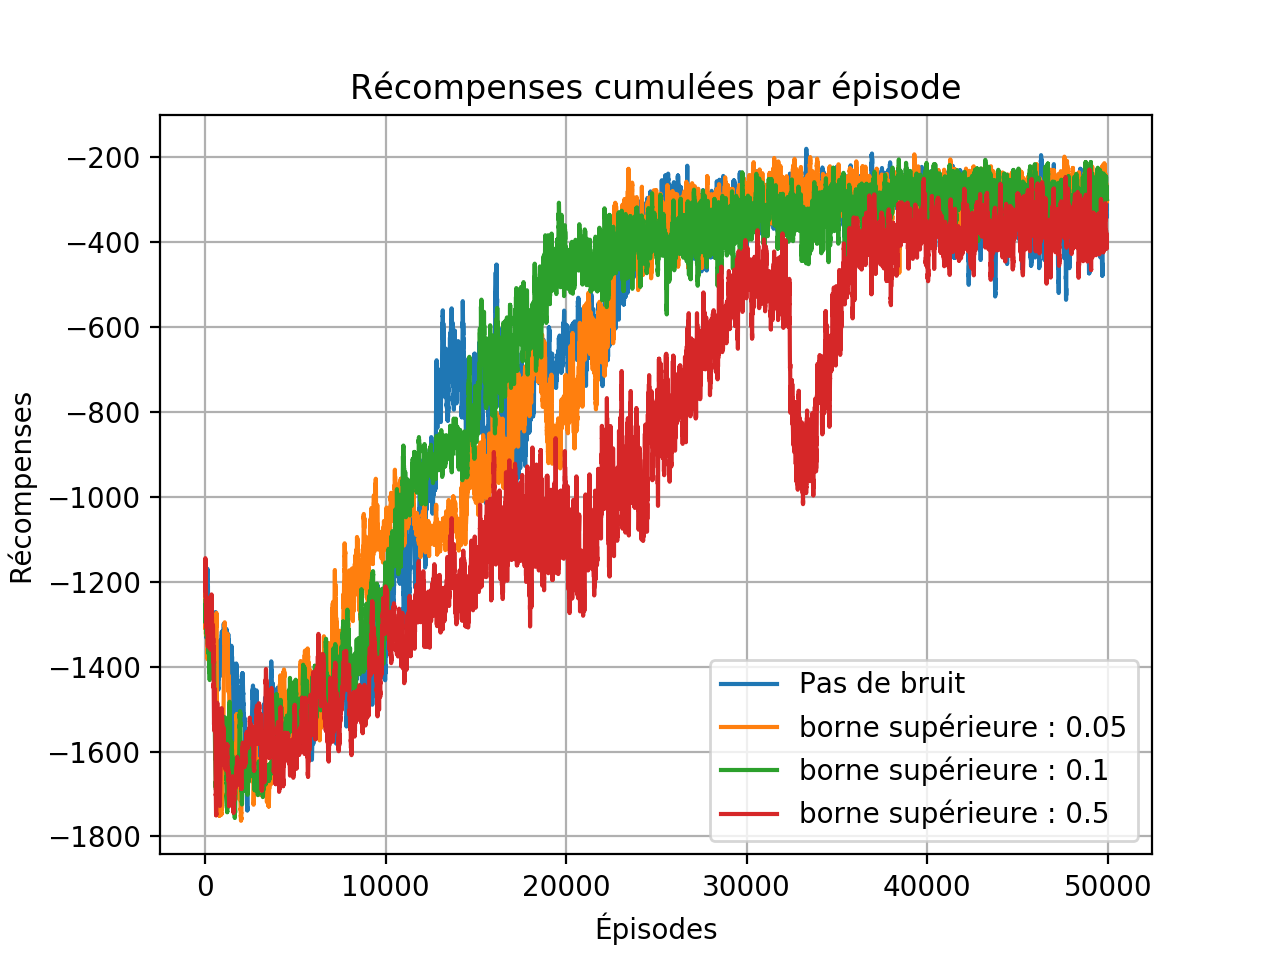 Récompenses cumulées par épisode
Récompenses
−200
−400
−600
−800
−1000
−1200
−1400
−1600
−1800
Pas de bruit
borne supérieure : 0.05
borne supérieure : 0.1
borne supérieure : 0.5
0 10000 20000 30000 40000 50000
Épisodes